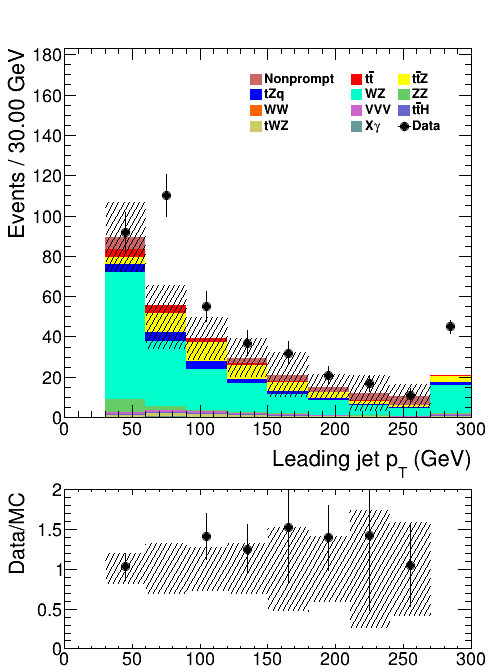 Events / 30.00 GeV
180
160
140
120
100
80
60
40
20
0
Nonprompt tt̄ tt̄Z
tZq WZ ZZ
WW VVV tt̄H
tWZ Xγ Data
0 50 100 150 200 250 300
Leading jet p_T (GeV)
Data/MC
2
1.5
1
0.5
0
0 50 100 150 200 250 300